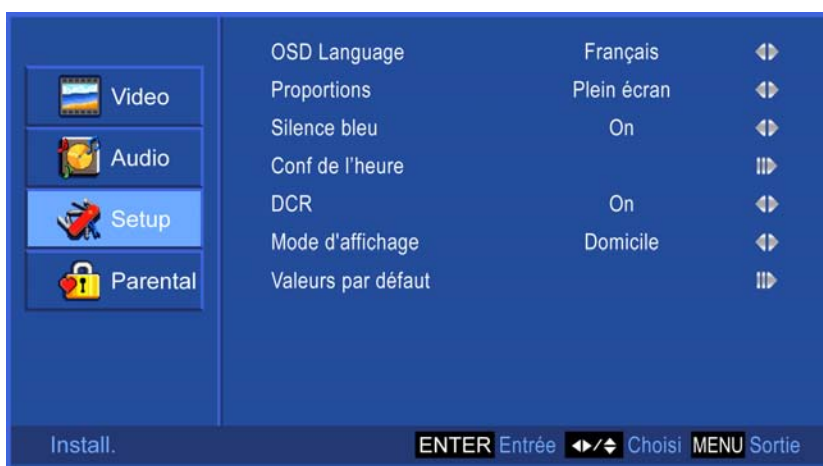 Video
Audio
Setup
Parental
OSD Language Français
Proportions Plein écran
Silence bleu On
Conf de l'heure
DCR On
Mode d'affichage Domicile
Valeurs par défaut
Install. ENTER Entrée / Choisi MENU Sortie